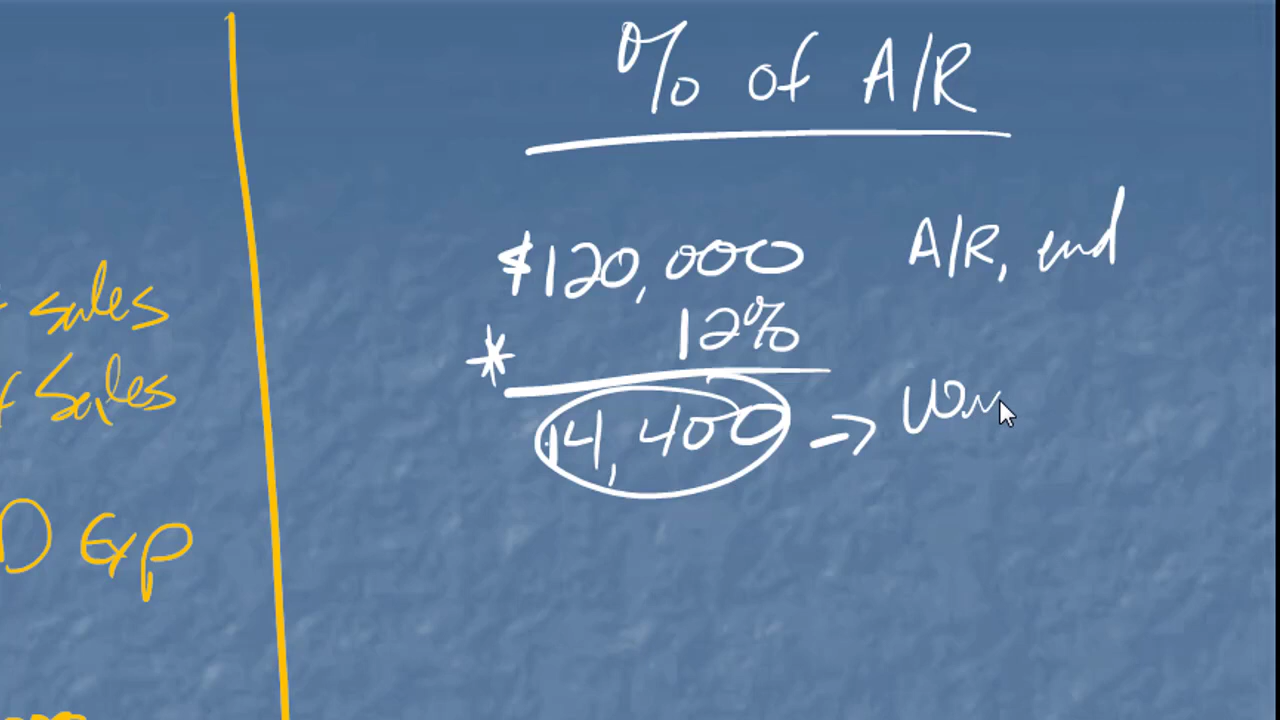 % of A/R
$120,000 A/R, end
* 12%
14,400 ->
sales
Sales
D Exp